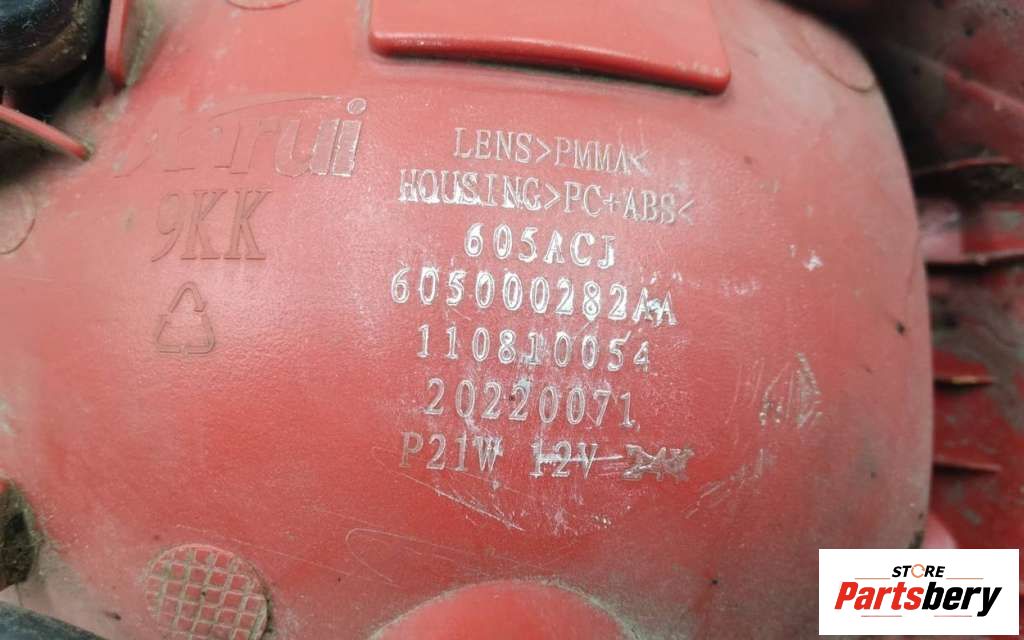 9KK
LENS>PMMA<
HOUSING>PC+ABS<
605ACJ
605000282AA
110810054
20220071
P21W 12V 24V
STORE
Partsbery